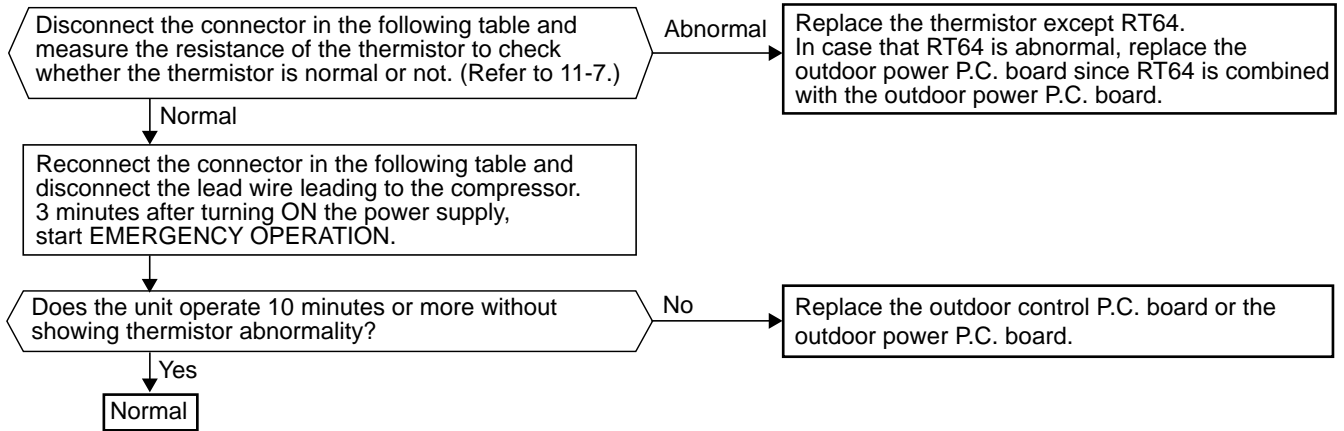 Disconnect the connector in the following table and
measure the resistance of the thermistor to check
whether the thermistor is normal or not. (Refer to 11-7.)
Abnormal
Replace the thermistor except RT64.
In case that RT64 is abnormal, replace the
outdoor power P.C. board since RT64 is combined
with the outdoor power P.C. board.
Normal
Reconnect the connector in the following table and
disconnect the lead wire leading to the compressor.
3 minutes after turning ON the power supply,
start EMERGENCY OPERATION.
Does the unit operate 10 minutes or more without
showing thermistor abnormality?
No
Replace the outdoor control P.C. board or the
outdoor power P.C. board.
Yes
Normal